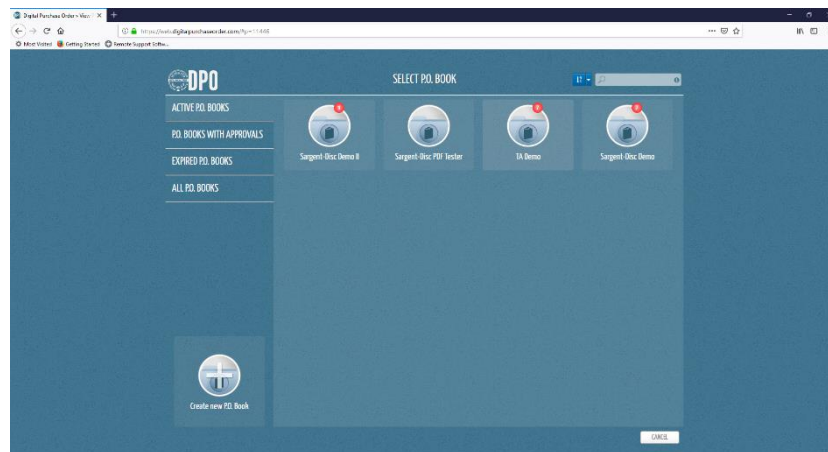 Digital Purchase Order > View
https://web.digitalpurchaseorder.com/?p=11446
Most Visited Getting Started Remote Support Softw...
DPO
SELECT P.O. BOOK
ACTIVE P.O. BOOKS
P.O. BOOKS WITH APPROVALS
EXPIRED P.O. BOOKS
ALL P.O. BOOKS
Sargent-Disc Demo II
Sargent-Disc PDF Tester
TA Demo
Sargent-Disc Demo
Create new P.O. Book
CANCEL